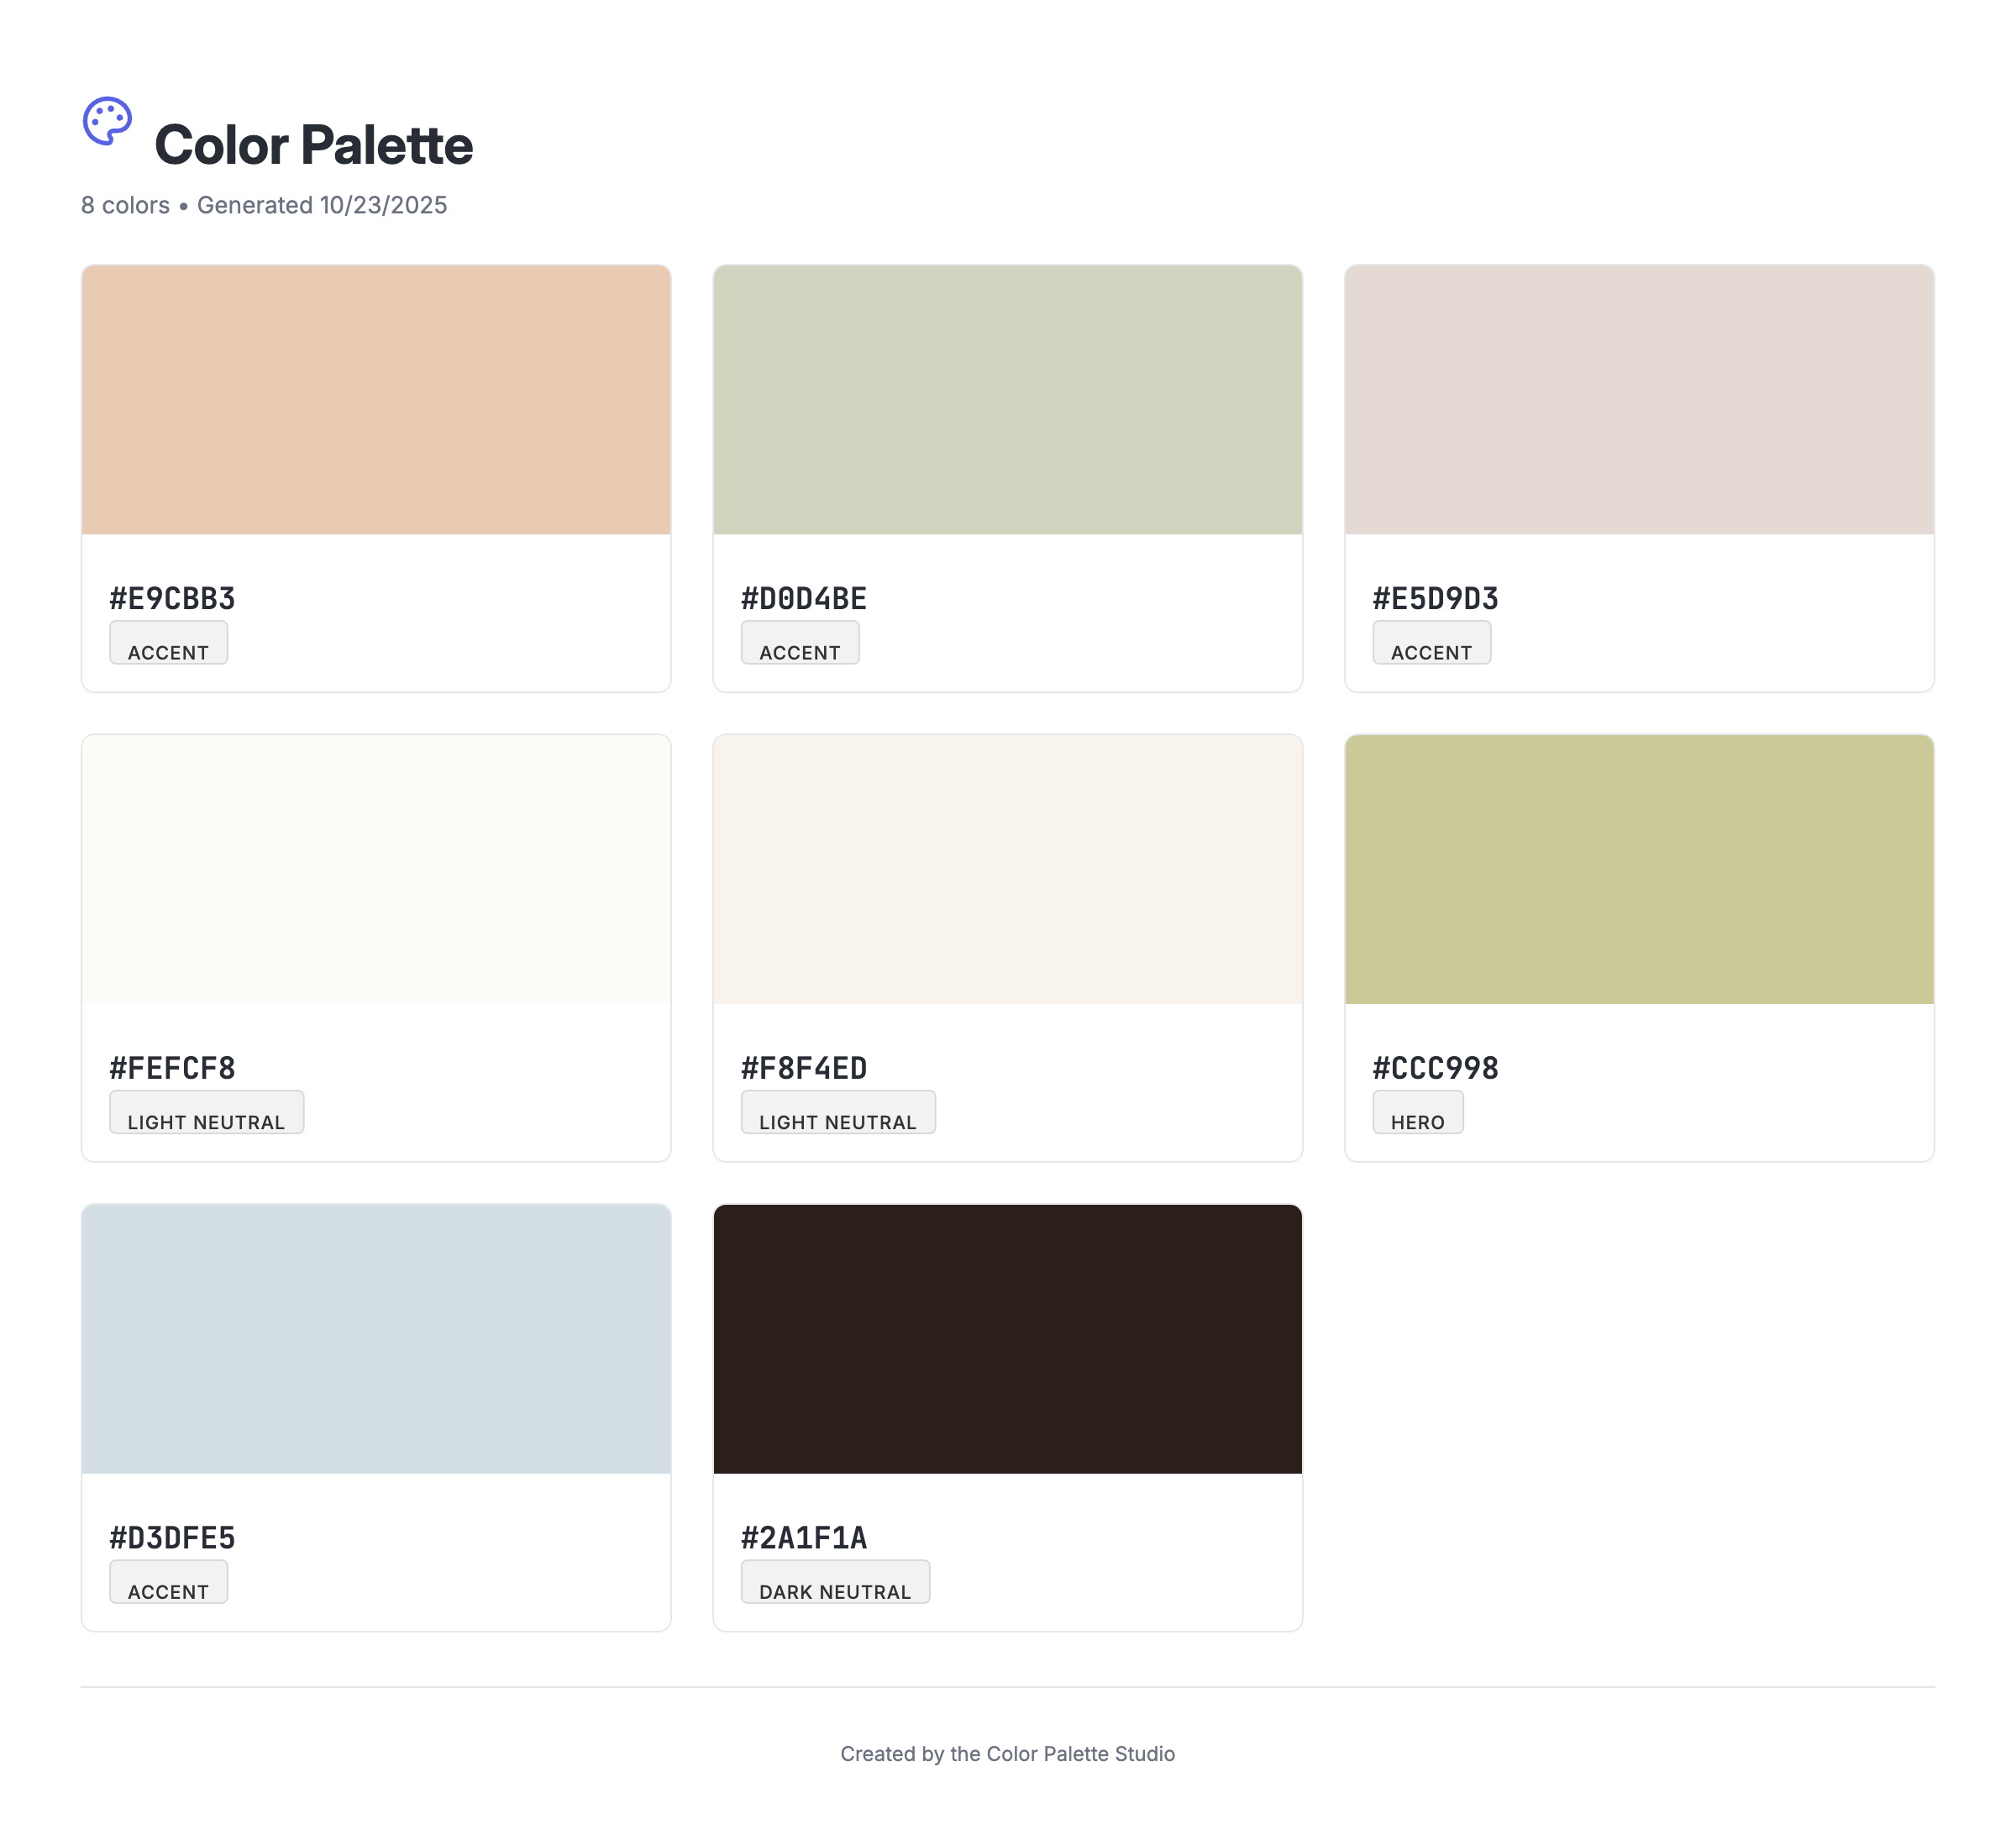 Color Palette
8 colors • Generated 10/23/2025
#E9CBB3
ACCENT
#D0D4BE
ACCENT
#E5D9D3
ACCENT
#FEFCF8
LIGHT NEUTRAL
#F8F4ED
LIGHT NEUTRAL
#CCC998
HERO
#D3DFE5
ACCENT
#2A1F1A
DARK NEUTRAL
Created by the Color Palette Studio